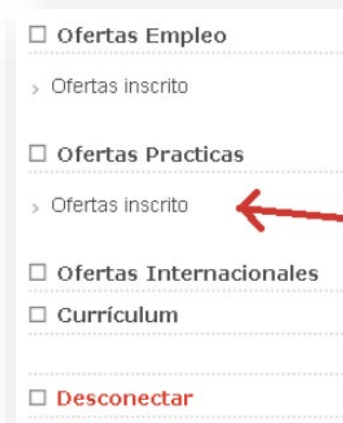 Ofertas Empleo
Ofertas inscrito
Ofertas Practicas
Ofertas inscrito
Ofertas Internacionales
Currículum
Desconectar